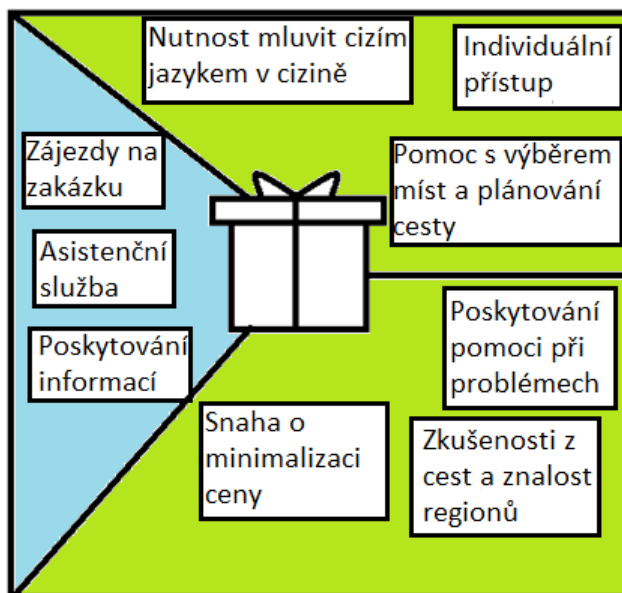 Nutnost mluvit cizím
jazykem v cizině
Individuální
přístup
Zájezdy na
zakázku
Pomoc s výběrem
míst a plánování
cesty
Asistenční
služba
Poskytování
informací
Poskytování
pomoci při
problémech
Snaha o
minimalizaci
ceny
Zkušenosti z
cest a znalost
regionů